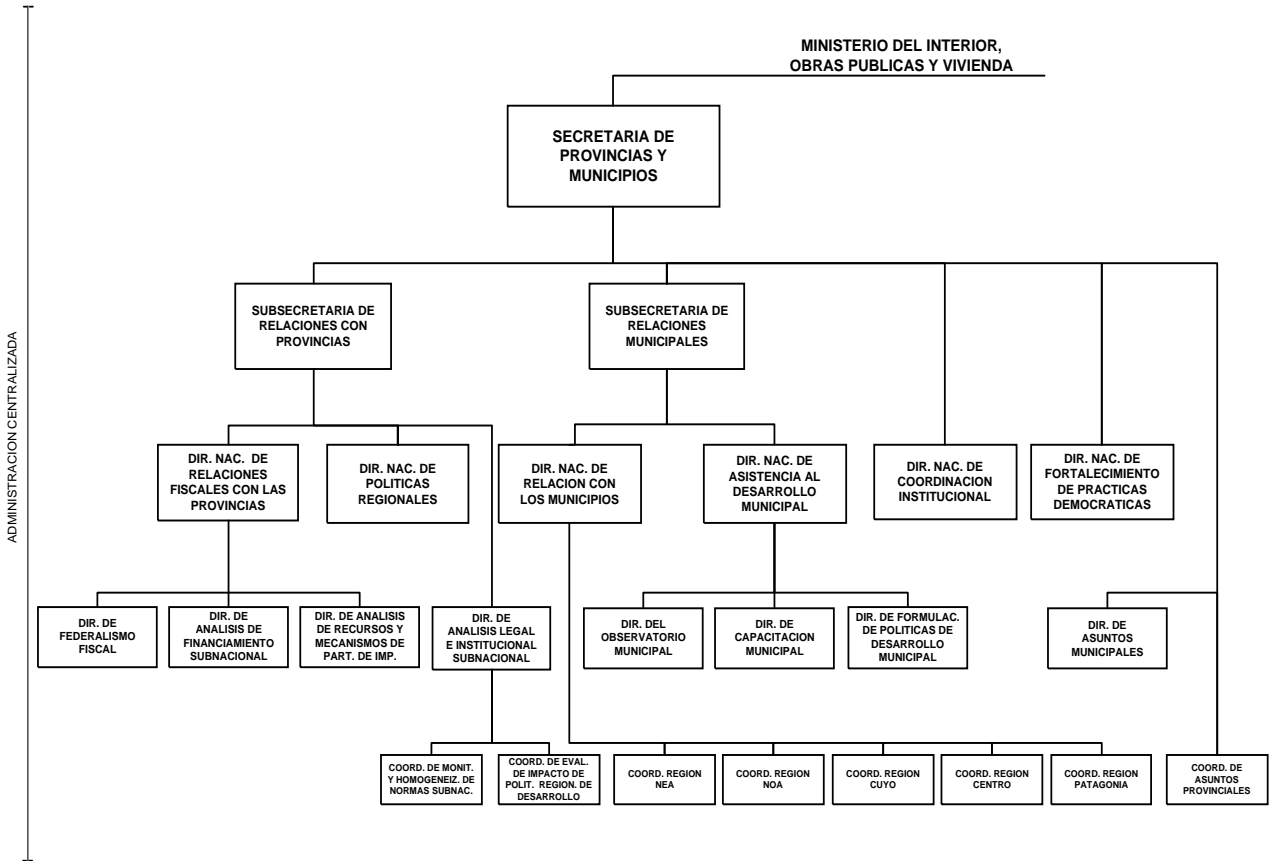 MINISTERIO DEL INTERIOR,
OBRAS PUBLICAS Y VIVIENDA
SECRETARIA DE
PROVINCIAS Y
MUNICIPIOS
ADMINISTRACION CENTRALIZADA
SUBSECRETARIA DE
RELACIONES CON
PROVINCIAS
SUBSECRETARIA DE
RELACIONES
MUNICIPALES
DIR. NAC. DE
RELACIONES
FISCALES CON LAS
PROVINCIAS
DIR. NAC. DE
POLITICAS
REGIONALES
DIR. NAC. DE
RELACION CON
LOS MUNICIPIOS
DIR. NAC. DE
ASISTENCIA AL
DESARROLLO
MUNICIPAL
DIR. NAC. DE
COORDINACION
INSTITUCIONAL
DIR. NAC. DE
FORTALECIMIENTO
DE PRACTICAS
DEMOCRATICAS
DIR. DE
FEDERALISMO
FISCAL
DIR. DE
ANALISIS DE
FINANCIAMIENTO
SUBNACIONAL
DIR. DE ANALISIS
DE RECURSOS Y
MECANISMOS DE
PART. DE IMP.
DIR. DE
ANALISIS LEGAL
E INSTITUCIONAL
SUBNACIONAL
DIR. DEL
OBSERVATORIO
MUNICIPAL
DIR. DE
CAPACITACION
MUNICIPAL
DIR. DE FORMULAC.
DE POLITICAS DE
DESARROLLO
MUNICIPAL
DIR. DE
ASUNTOS
MUNICIPALES
COORD. DE MONIT.
Y HOMOGENEIZ. DE
NORMAS SUBNAC.
COORD. DE EVAL.
DE IMPACTO DE
POLIT. REGION. DE
DESARROLLO
COORD. REGION
NEA
COORD. REGION
NOA
COORD. REGION
CUYO
COORD. REGION
CENTRO
COORD. REGION
PATAGONIA
COORD. DE
ASUNTOS
PROVINCIALES